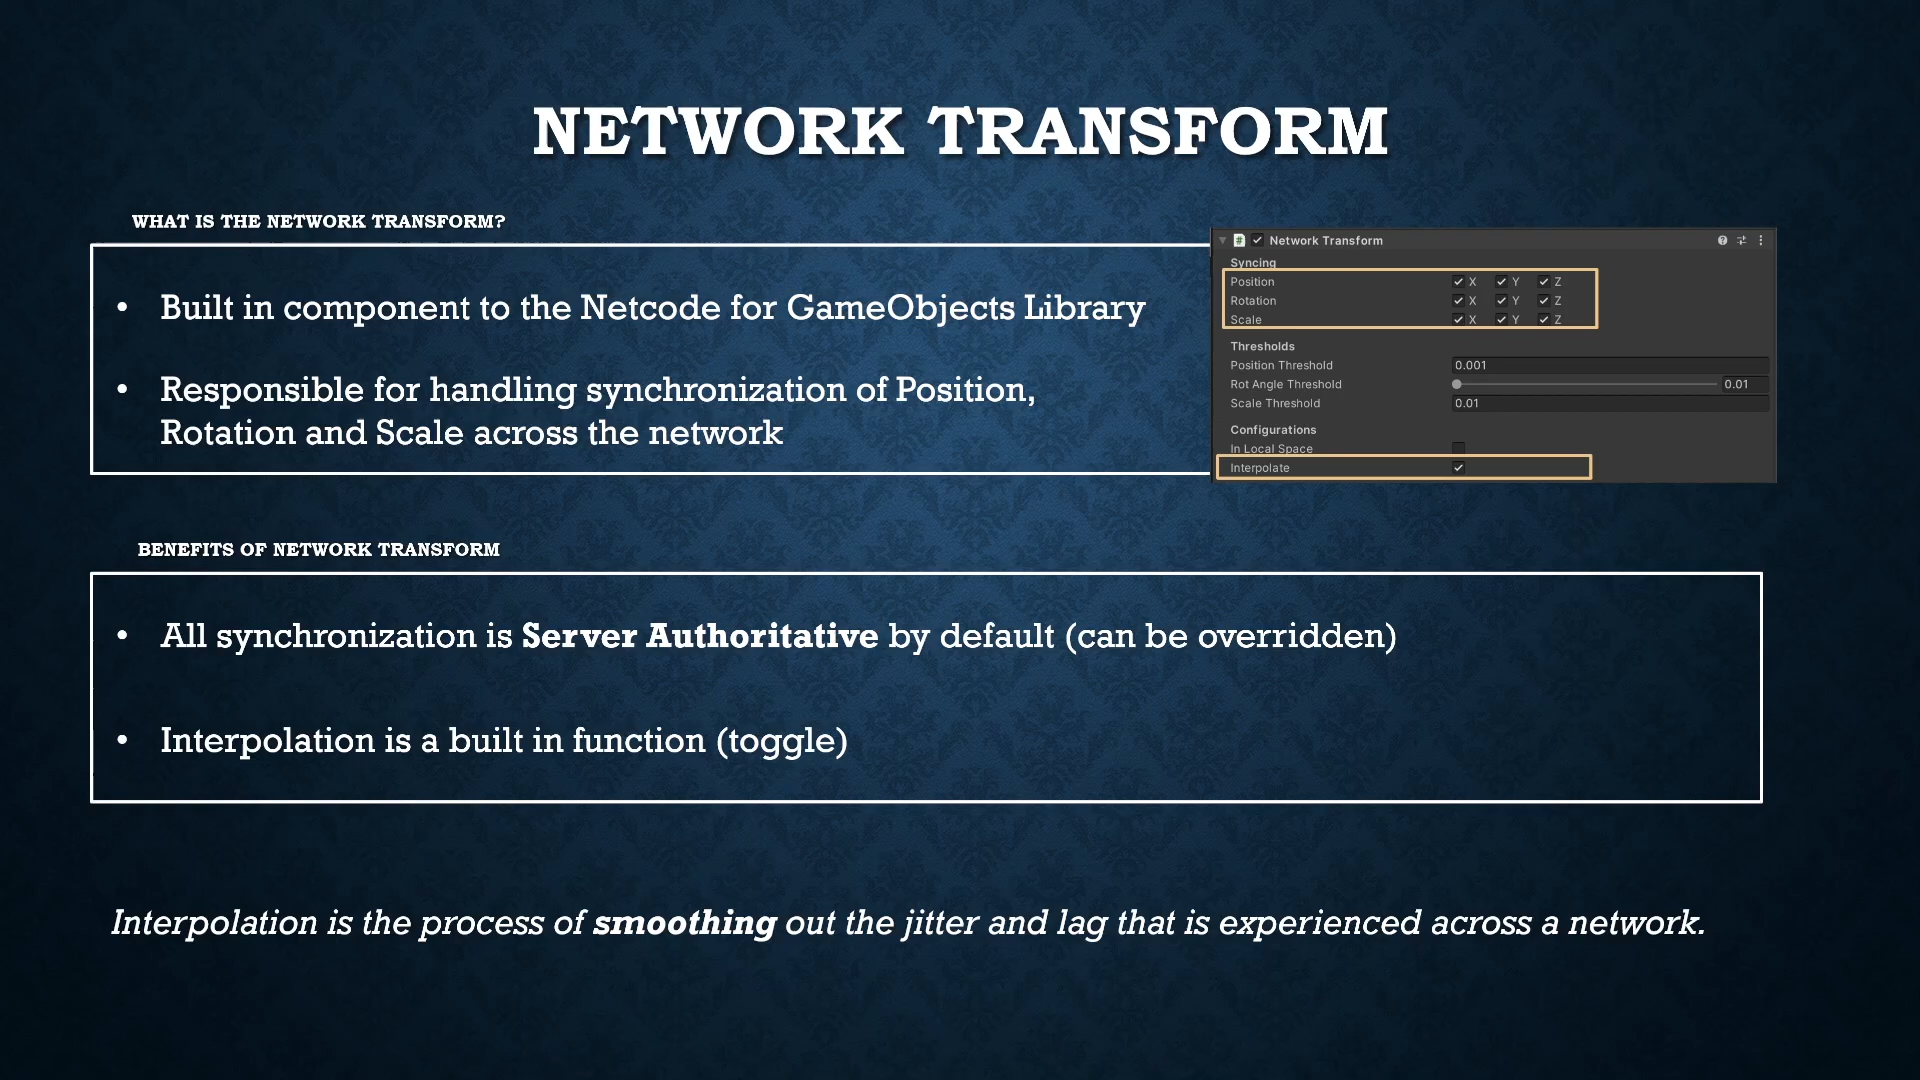 NETWORK TRANSFORM
WHAT IS THE NETWORK TRANSFORM?
• Built in component to the Netcode for GameObjects Library
• Responsible for handling synchronization of Position,
Rotation and Scale across the network
# Network Transform
Syncing
Position X Y Z
Rotation X Y Z
Scale X Y Z
Thresholds
Position Threshold 0.001
Rot Angle Threshold 0.01
Scale Threshold 0.01
Configurations
In Local Space
Interpolate
BENEFITS OF NETWORK TRANSFORM
• All synchronization is Server Authoritative by default (can be overridden)
• Interpolation is a built in function (toggle)
Interpolation is the process of smoothing out the jitter and lag that is experienced across a network.